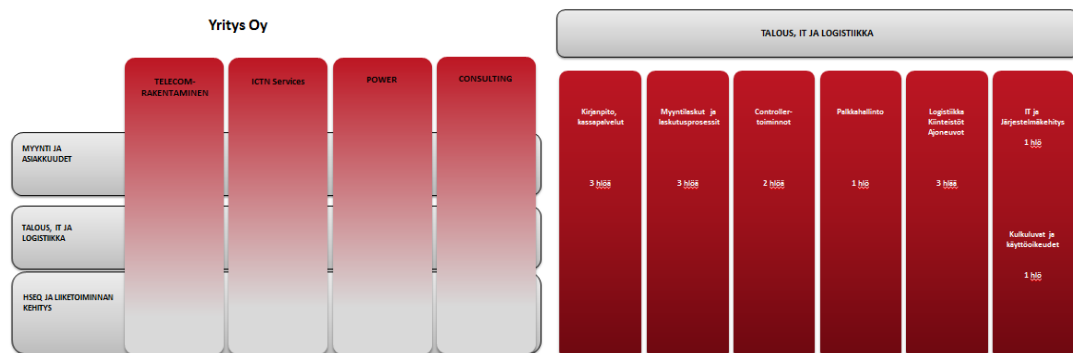 Yritys Oy
TELECOM-
RAKENTAMINEN
ICTN Services
POWER
CONSULTING
MYYNTI JA
ASIAKKUUDET
TALOUS, IT JA
LOGISTIIKKA
HSEQ JA LIIKETOIMINNAN
KEHITYS
TALOUS, IT JA LOGISTIIKKA
Kirjanpito,
kassapalvelut
3 hlöä
Myyntilaskut ja
laskutusprosessit
3 hlöä
Controller-
toiminnot
2 hlöä
Palkkahallinto
1 hlö
Logistiikka
Kiinteistöt
Ajoneuvot
3 hlöä
IT ja
Järjestelmäkehitys
1 hlö
Kulkuluvat ja
käyttöoikeudet
1 hlö